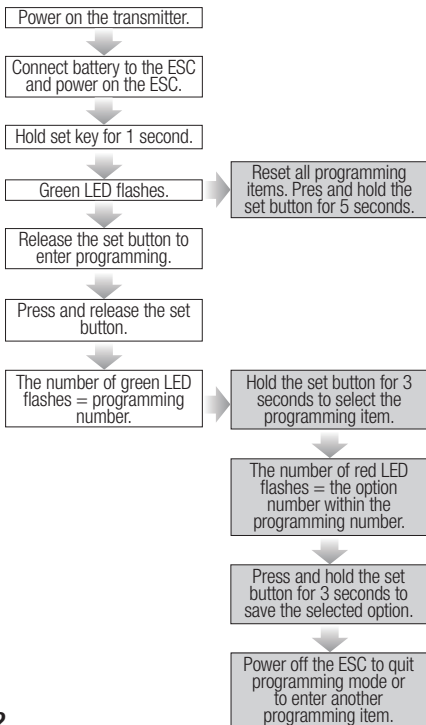 Power on the transmitter.
Connect battery to the ESC
and power on the ESC.
Hold set key for 1 second.
Green LED flashes.
Reset all programming
items. Pres and hold the
set button for 5 seconds.
Release the set button to
enter programming.
Press and release the set
button.
The number of green LED
flashes = programming
number.
Hold the set button for 3
seconds to select the
programming item.
The number of red LED
flashes = the option
number within the
programming number.
Press and hold the set
button for 3 seconds to
save the selected option.
Power off the ESC to quit
programming mode or
to enter another
programming item.